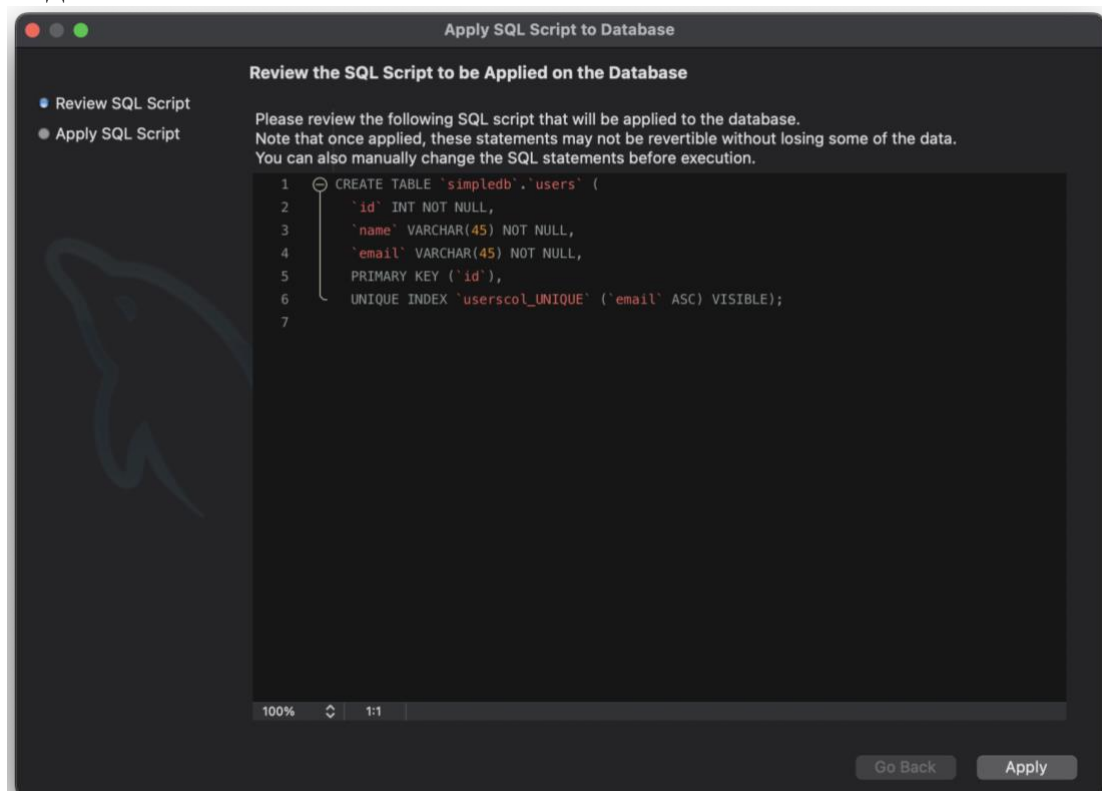 Apply SQL Script to Database
Review the SQL Script to be Applied on the Database
Review SQL Script
Apply SQL Script
Please review the following SQL script that will be applied to the database.
Note that once applied, these statements may not be revertible without losing some of the data.
You can also manually change the SQL statements before execution.
1 CREATE TABLE `simpledb`.`users` (
2 `id` INT NOT NULL,
3 `name` VARCHAR(45) NOT NULL,
4 `email` VARCHAR(45) NOT NULL,
5 PRIMARY KEY (`id`),
6 UNIQUE INDEX `userscol_UNIQUE` (`email` ASC) VISIBLE);
7
100% 1:1
Go Back Apply